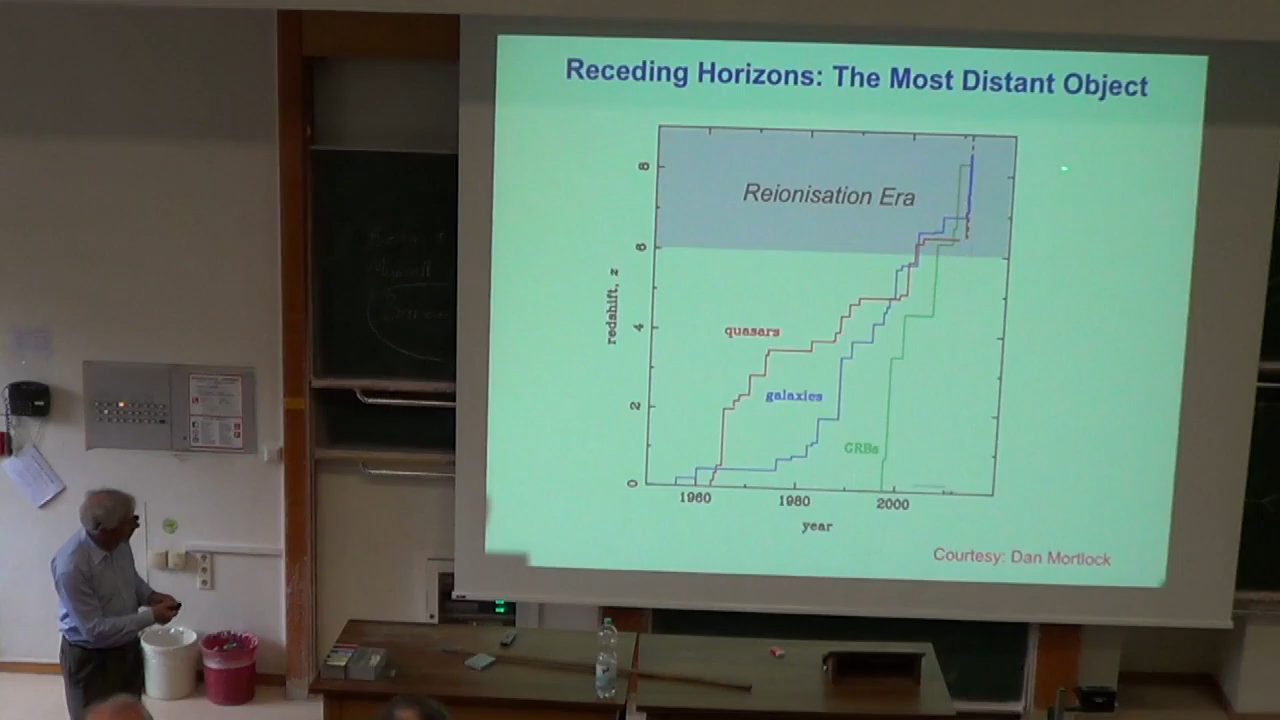 Receding Horizons: The Most Distant Object
8
Reionisation Era
6
redshift, z
quasars
4
galaxies
2
GRBs
0
1960
1980
2000
year
Courtesy: Dan Mortlock